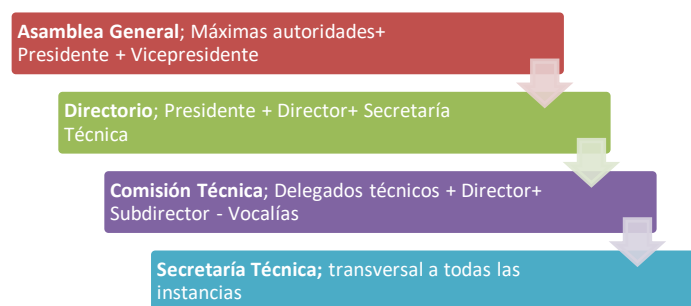 Asamblea General; Máximas autoridades+
Presidente + Vicepresidente
Directorio; Presidente + Director+ Secretaría
Técnica
Comisión Técnica; Delegados técnicos + Director+
Subdirector - Vocalías
Secretaría Técnica; transversal a todas las
instancias